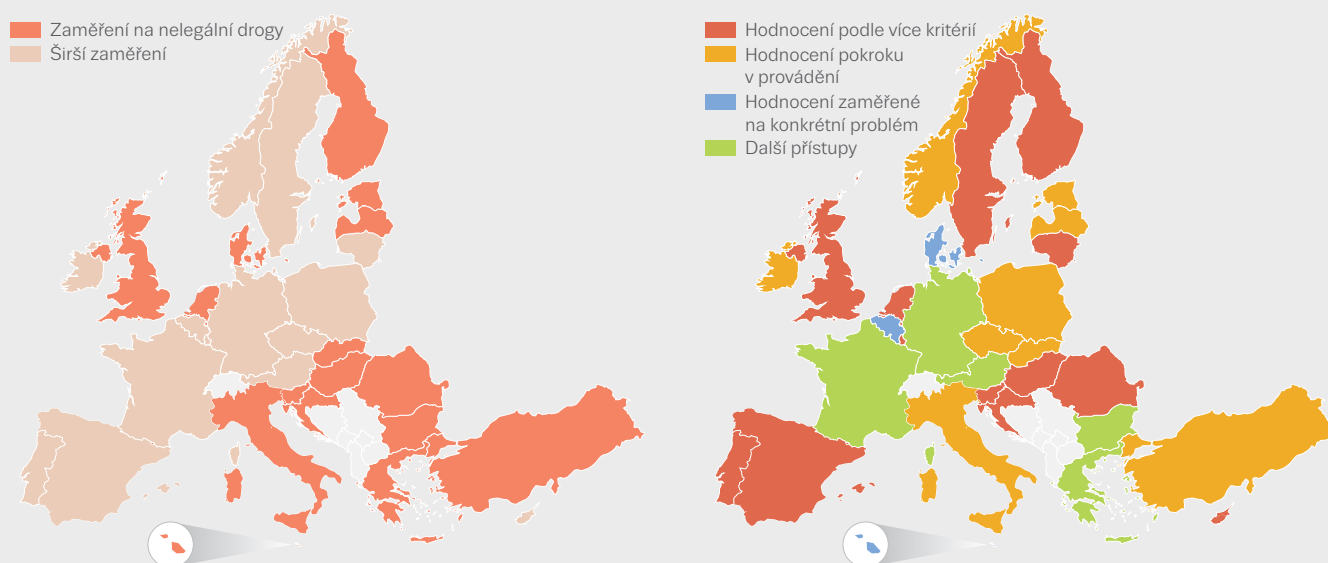 Zaměření na nelegální drogy
Širší zaměření
Hodnocení podle více kritérií
Hodnocení pokroku
v provádění
Hodnocení zaměřené
na konkrétní problém
Další přístupy